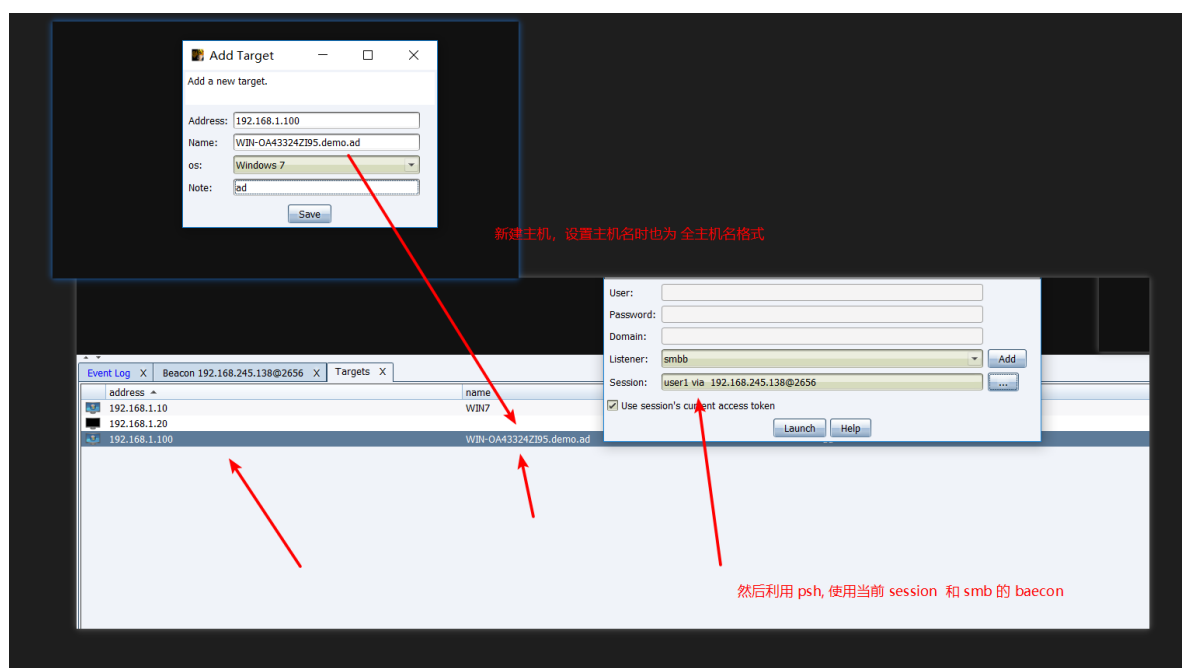 Add Target
Add a new target.
Address: 192.168.1.100
Name: WIN-OA43324ZI95.demo.ad
os: Windows 7
Note: ad
Save
新建主机，设置主机名时也为 全主机名格式
User:
Password:
Domain:
Listener: smbb Add
Session: user1 via 192.168.245.138@2656 ...
Use session's current access token
Launch Help
Event Log X Beacon 192.168.245.138@2656 X Targets X
address name
192.168.1.10 WIN7
192.168.1.20
192.168.1.100 WIN-OA43324ZI95.demo.ad
然后利用 psh, 使用当前 session 和 smb 的 baecon